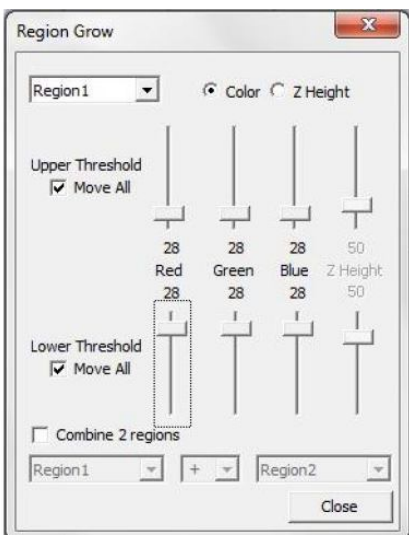 Region Grow
Region1 Color Z Height
Upper Threshold
Move All
28 28 28 50
Red Green Blue Z Height
28 28 28 50
Lower Threshold
Move All
Combine 2 regions
Region1 + Region2
Close